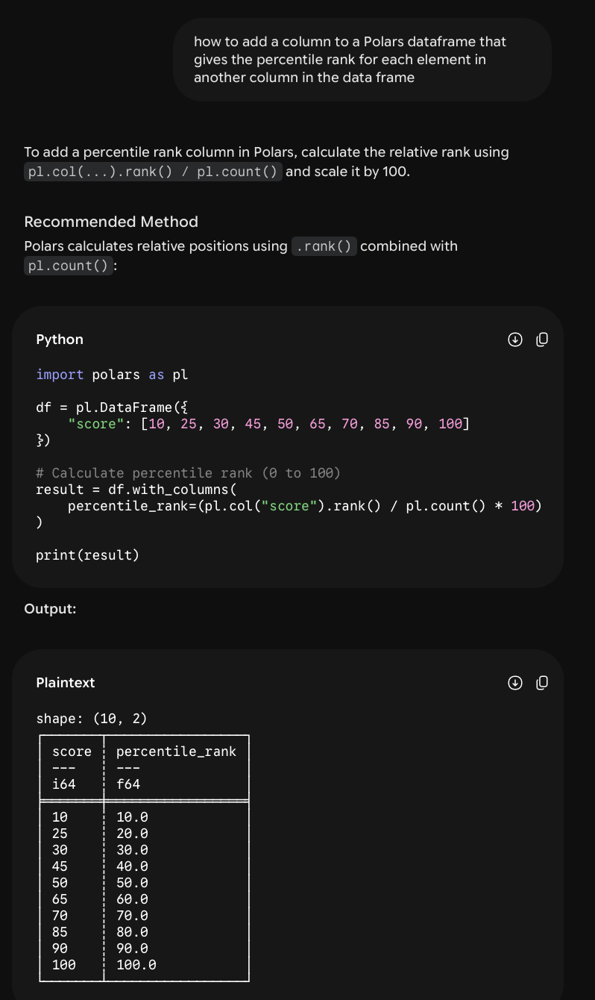 how to add a column to a Polars dataframe that
gives the percentile rank for each element in
another column in the data frame
To add a percentile rank column in Polars, calculate the relative rank using
pl.col(...).rank() / pl.count() and scale it by 100.
Recommended Method
Polars calculates relative positions using .rank() combined with
pl.count():
Python
import polars as pl
df = pl.DataFrame({
    "score": [10, 25, 30, 45, 50, 65, 70, 85, 90, 100]
})
# Calculate percentile rank (0 to 100)
result = df.with_columns(
    percentile_rank=(pl.col("score").rank() / pl.count() * 100)
)
print(result)
Output:
Plaintext
shape: (10, 2)
score percentile_rank
--- ---
i64 f64
10 10.0
25 20.0
30 30.0
45 40.0
50 50.0
65 60.0
70 70.0
85 80.0
90 90.0
100 100.0